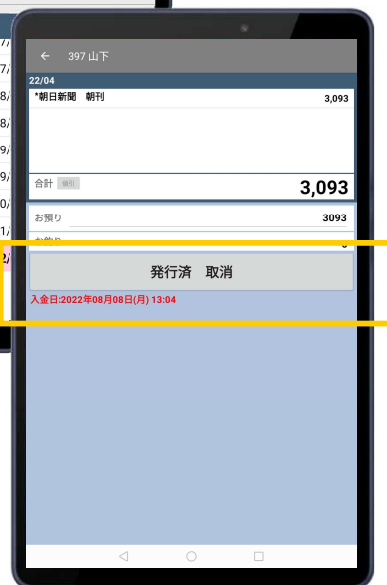 ← 397 山下
22/04
*朝日新聞 朝刊 3,093
合計 値引 3,093
お預り 3093
発行済 取消
入金日:2022年08月08日(月) 13:04